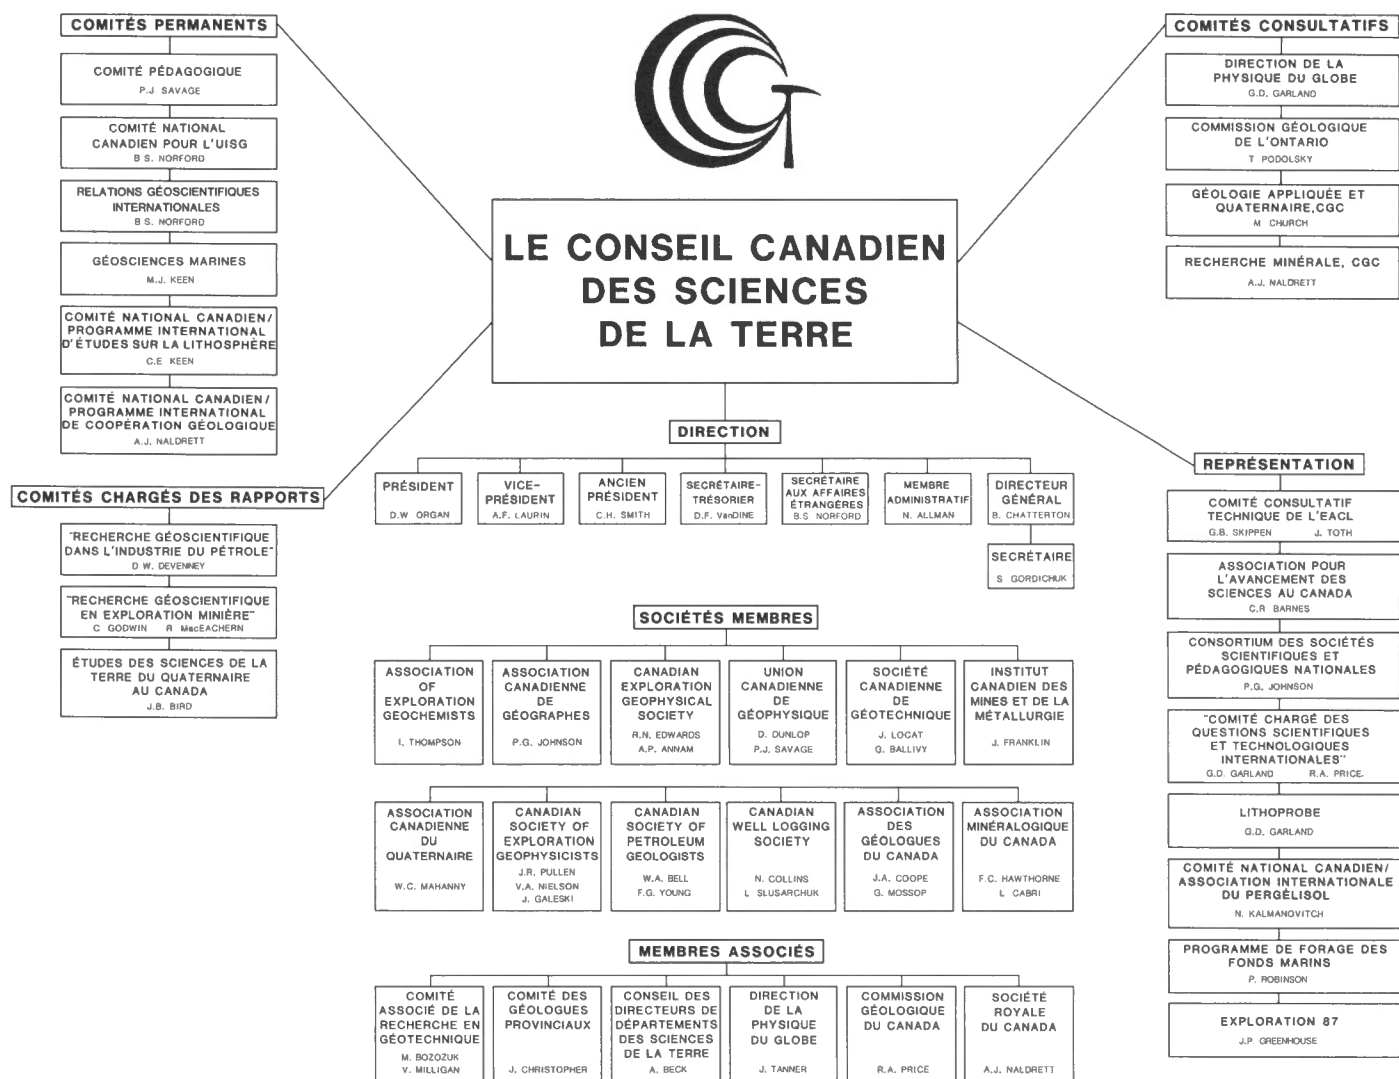 COMITÉS PERMANENTS
COMITÉ PÉDAGOGIQUE
P.J. SAVAGE
COMITÉ NATIONAL
CANADIEN POUR L'UISG
B S. NORFORD
RELATIONS GÉOSCIENTIFIQUES
INTERNATIONALES
B S. NORFORD
GÉOSCIENCES MARINES
M.J. KEEN
COMITÉ NATIONAL CANADIEN/
PROGRAMME INTERNATIONAL
D'ÉTUDES SUR LA LITHOSPHÈRE
C.E KEEN
COMITÉ NATIONAL CANADIEN/
PROGRAMME INTERNATIONAL
DE COOPÉRATION GÉOLOGIQUE
A.J. NALDRETT
COMITÉS CHARGÉS DES RAPPORTS
"RECHERCHE GÉOSCIENTIFIQUE
DANS L'INDUSTRIE DU PÉTROLE"
D W. DEVENNEY
"RECHERCHE GÉOSCIENTIFIQUE
EN EXPLORATION MINIÈRE"
C GODWIN R MacEACHERN
ÉTUDES DES SCIENCES DE LA
TERRE DU QUATERNAIRE
AU CANADA
J.B. BIRD
LE CONSEIL CANADIEN
DES SCIENCES
DE LA TERRE
DIRECTION
PRÉSIDENT
D.W ORGAN
VICE-
PRÉSIDENT
A.F. LAURIN
ANCIEN
PRÉSIDENT
C.H. SMITH
SECRÉTAIRE-
TRÉSORIER
D.F. VanDINE
SECRÉTAIRE
AUX AFFAIRES
ÉTRANGÈRES
B.S NORFORD
MEMBRE
ADMINISTRATIF
N. ALLMAN
DIRECTEUR
GÉNÉRAL
B. CHATTERTON
SECRÉTAIRE
S GORDICHUK
SOCIÉTÉS MEMBRES
ASSOCIATION
OF
EXPLORATION
GEOCHEMISTS
I. THOMPSON
ASSOCIATION
CANADIENNE
DE
GÉOGRAPHES
P.G. JOHNSON
CANADIAN
EXPLORATION
GEOPHYSICAL
SOCIETY
R.N. EDWARDS
A.P. ANNAM
UNION
CANADIENNE
DE
GÉOPHYSIQUE
D. DUNLOP
P.J. SAVAGE
SOCIÉTÉ
CANADIENNE
DE
GÉOTECHNIQUE
J. LOCAT
G. BALLIVY
INSTITUT
CANADIEN DES
MINES ET DE LA
MÉTALLURGIE
J. FRANKLIN
ASSOCIATION
CANADIENNE
DU
QUATERNAIRE
W.C. MAHANNY
CANADIAN
SOCIETY OF
EXPLORATION
GEOPHYSICISTS
J.R. PULLEN
V.A. NIELSON
J. GALESKI
CANADIAN
SOCIETY OF
PETROLEUM
GEOLOGISTS
W.A. BELL
F.G. YOUNG
CANADIAN
WELL LOGGING
SOCIETY
N. COLLINS
L SLUSARCHUK
ASSOCIATION
DES
GÉOLOGUES
DU CANADA
J.A. COOPE
G. MOSSOP
ASSOCIATION
MINÉRALOGIQUE
DU CANADA
F.C. HAWTHORNE
L CABRI
MEMBRES ASSOCIÉS
COMITÉ
ASSOCIÉ DE LA
RECHERCHE EN
GÉOTECHNIQUE
M. BOZOZUK
V. MILLIGAN
COMITÉ DES
GÉOLOGUES
PROVINCIAUX
J. CHRISTOPHER
CONSEIL DES
DIRECTEURS DE
DÉPARTEMENTS
DES SCIENCES
DE LA TERRE
A. BECK
DIRECTION
DE LA
PHYSIQUE
DU GLOBE
J. TANNER
COMMISSION
GÉOLOGIQUE
DU CANADA
R.A. PRICE
SOCIÉTÉ
ROYALE
DU CANADA
A.J. NALDRETT
COMITÉS CONSULTATIFS
DIRECTION DE LA
PHYSIQUE DU GLOBE
G.D. GARLAND
COMMISSION GÉOLOGIQUE
DE L'ONTARIO
T PODOLSKY
GÉOLOGIE APPLIQUÉE ET
QUATERNAIRE,CGC
M CHURCH
RECHERCHE MINÉRALE, CGC
A.J. NALDRETT
REPRÉSENTATION
COMITÉ CONSULTATIF
TECHNIQUE DE L'EACL
G.B. SKIPPEN J. TOTH
ASSOCIATION POUR
L'AVANCEMENT DES
SCIENCES AU CANADA
C.R BARNES
CONSORTIUM DES SOCIÉTÉS
SCIENTIFIQUES ET
PÉDAGOGIQUES NATIONALES
P.G. JOHNSON
"COMITÉ CHARGÉ DES
QUESTIONS SCIENTIFIQUES
ET TECHNOLOGIQUES
INTERNATIONALES"
G.D. GARLAND R.A. PRICE.
LITHOPROBE
G.D. GARLAND
COMITÉ NATIONAL CANADIEN/
ASSOCIATION INTERNATIONALE
DU PERGÉLISOL
N. KALMANOVITCH
PROGRAMME DE FORAGE DES
FONDS MARINS
P. ROBINSON
EXPLORATION 87
J.P GREENHOUSE